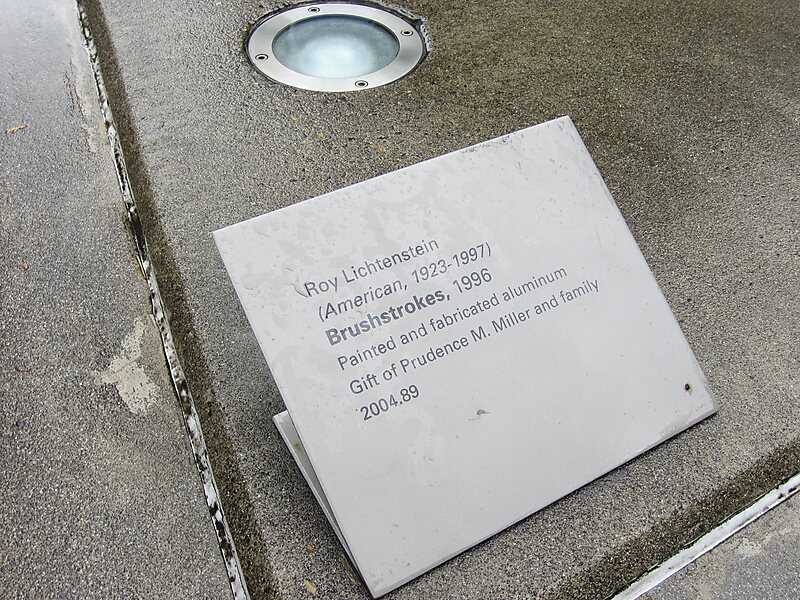 Roy Lichtenstein
(American, 1923-1997)
Brushstrokes, 1996
Painted and fabricated aluminum
Gift of Prudence M. Miller and family
2004.89